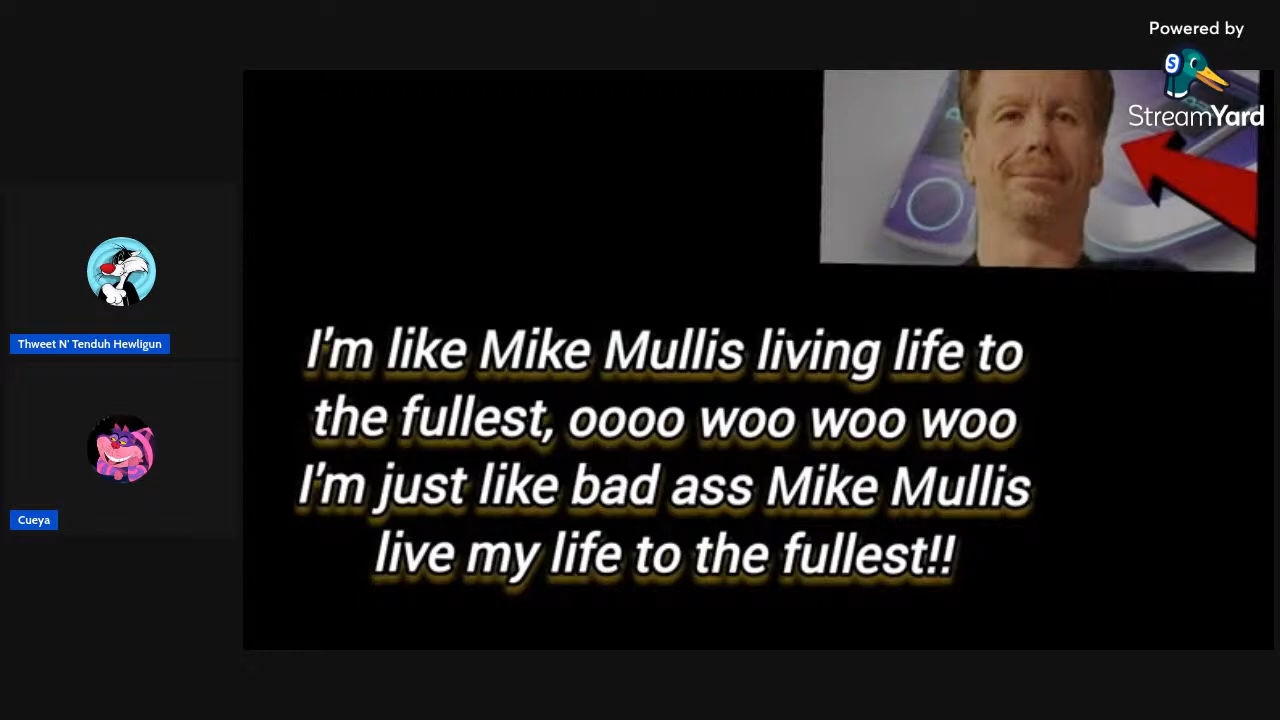 Powered by
StreamYard
Thweet N' Tenduh Hewligun
Cueya
I'm like Mike Mullis living life to
the fullest, oooo woo woo woo
I'm just like bad ass Mike Mullis
live my life to the fullest!!